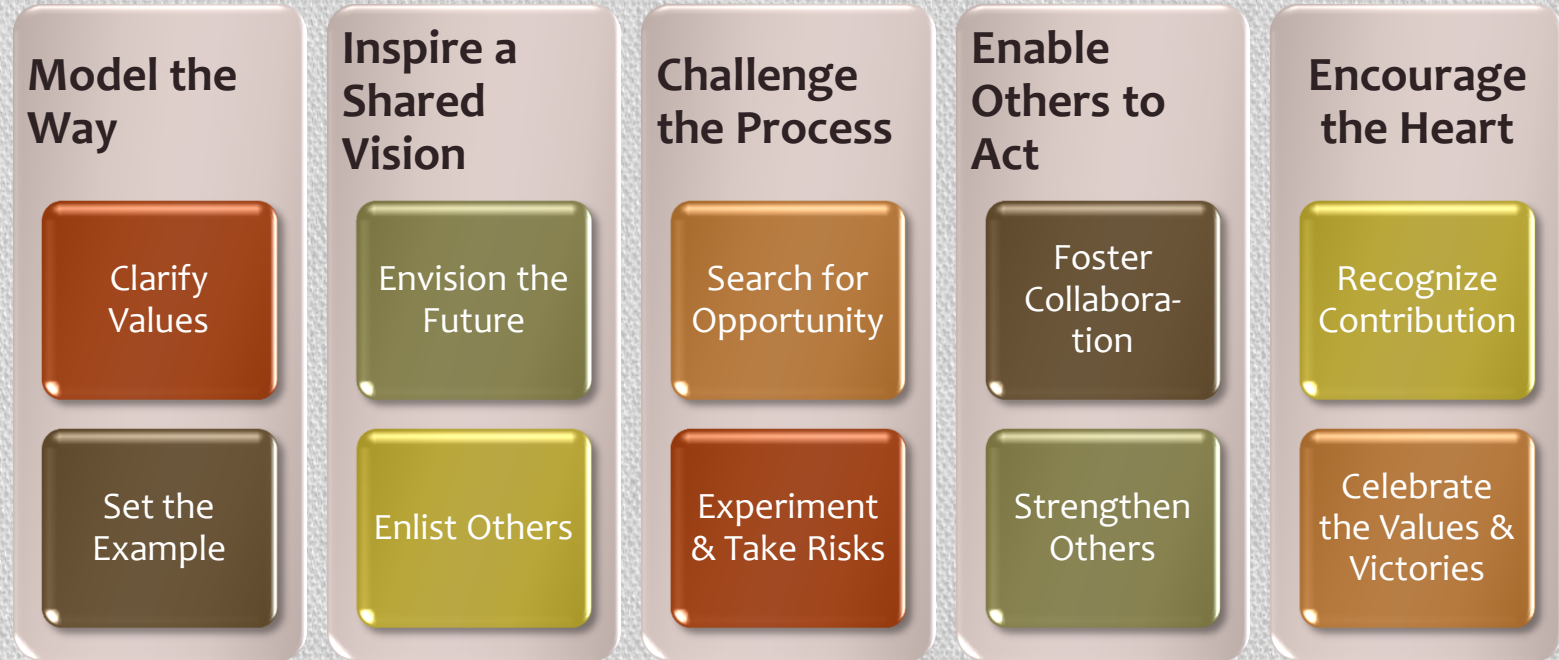 Model the
Way
Clarify
Values
Set the
Example
Inspire a
Shared
Vision
Envision the
Future
Enlist Others
Challenge
the Process
Search for
Opportunity
Experiment
& Take Risks
Enable
Others to
Act
Foster
Collabora-
tion
Strengthen
Others
Encourage
the Heart
Recognize
Contribution
Celebrate
the Values &
Victories